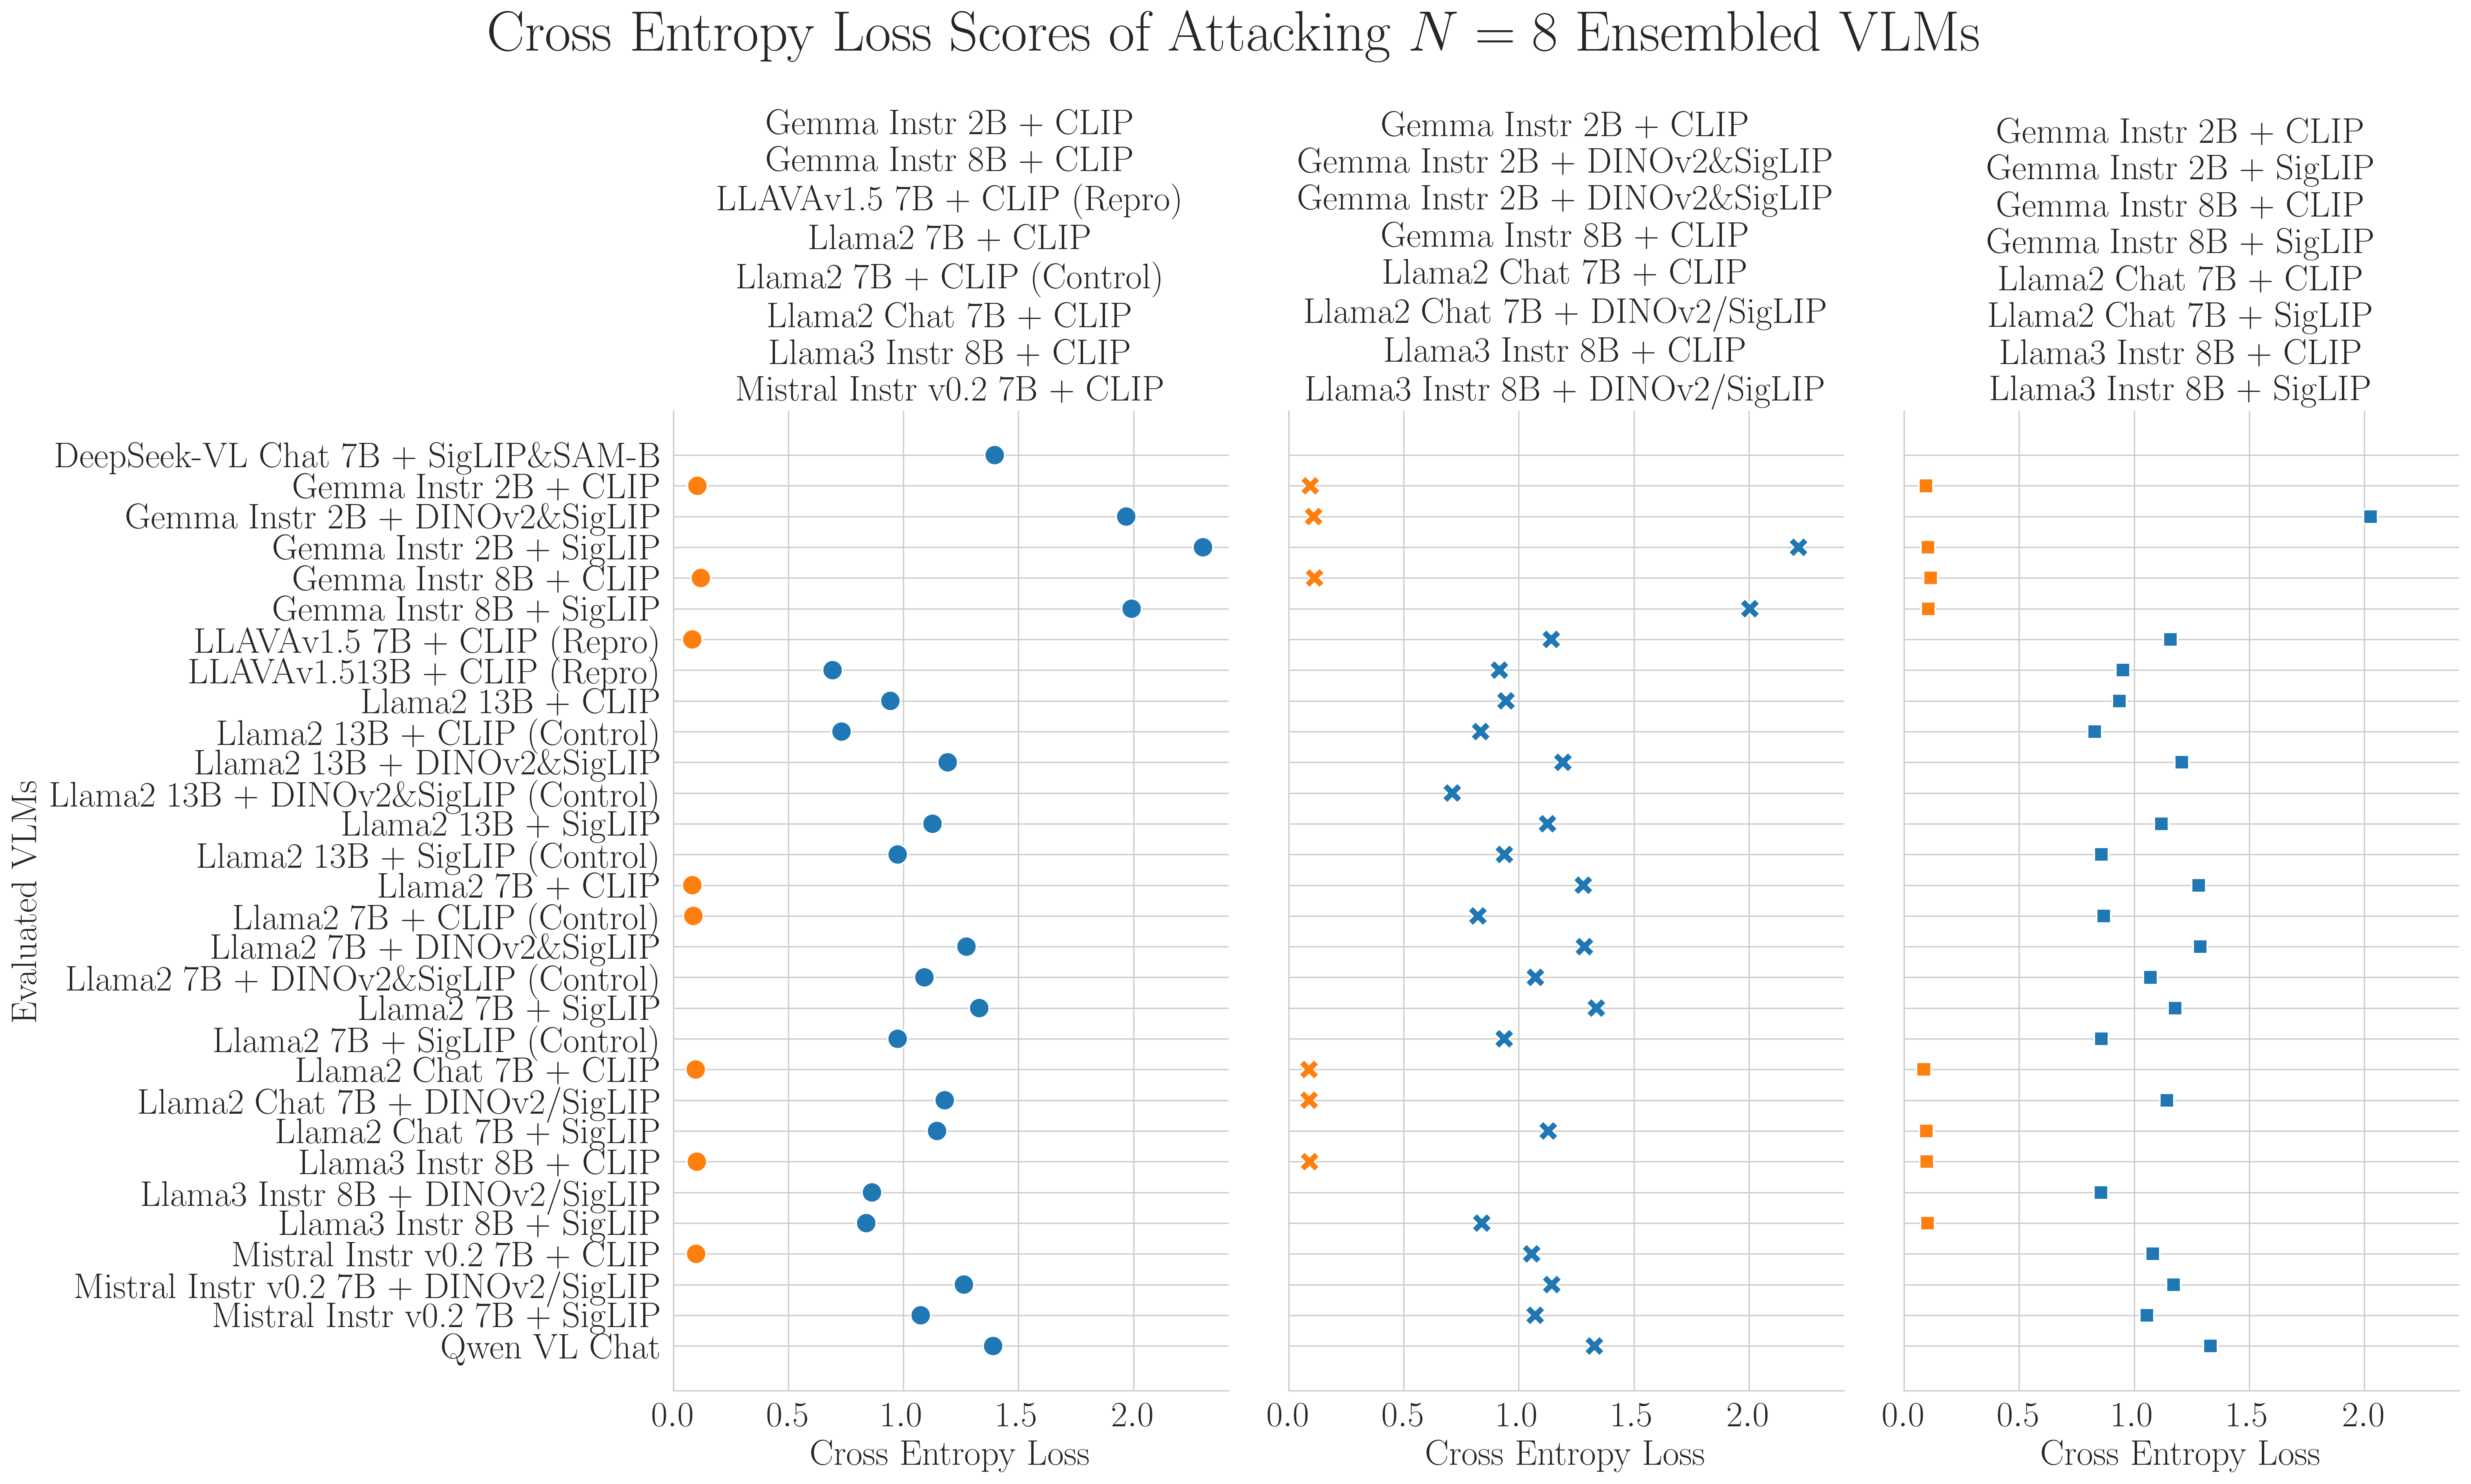 Cross Entropy Loss Scores of Attacking N = 8 Ensembled VLMs
Gemma Instr 2B + CLIP
Gemma Instr 8B + CLIP
LLAVAv1.5 7B + CLIP (Repro)
Llama2 7B + CLIP
Llama2 7B + CLIP (Control)
Llama2 Chat 7B + CLIP
Llama3 Instr 8B + CLIP
Mistral Instr v0.2 7B + CLIP
Gemma Instr 2B + CLIP
Gemma Instr 2B + DINOv2&SigLIP
Gemma Instr 2B + DINOv2&SigLIP
Gemma Instr 8B + CLIP
Llama2 Chat 7B + CLIP
Llama2 Chat 7B + DINOv2/SigLIP
Llama3 Instr 8B + CLIP
Llama3 Instr 8B + DINOv2/SigLIP
Gemma Instr 2B + CLIP
Gemma Instr 2B + SigLIP
Gemma Instr 8B + CLIP
Gemma Instr 8B + SigLIP
Llama2 Chat 7B + CLIP
Llama2 Chat 7B + SigLIP
Llama3 Instr 8B + CLIP
Llama3 Instr 8B + SigLIP
Evaluated VLMs
DeepSeek-VL Chat 7B + SigLIP&SAM-B
Gemma Instr 2B + CLIP
Gemma Instr 2B + DINOv2&SigLIP
Gemma Instr 2B + SigLIP
Gemma Instr 8B + CLIP
Gemma Instr 8B + SigLIP
LLAVAv1.5 7B + CLIP (Repro)
LLAVAv1.513B + CLIP (Repro)
Llama2 13B + CLIP
Llama2 13B + CLIP (Control)
Llama2 13B + DINOv2&SigLIP
Llama2 13B + DINOv2&SigLIP (Control)
Llama2 13B + SigLIP
Llama2 13B + SigLIP (Control)
Llama2 7B + CLIP
Llama2 7B + CLIP (Control)
Llama2 7B + DINOv2&SigLIP
Llama2 7B + DINOv2&SigLIP (Control)
Llama2 7B + SigLIP
Llama2 7B + SigLIP (Control)
Llama2 Chat 7B + CLIP
Llama2 Chat 7B + DINOv2/SigLIP
Llama2 Chat 7B + SigLIP
Llama3 Instr 8B + CLIP
Llama3 Instr 8B + DINOv2/SigLIP
Llama3 Instr 8B + SigLIP
Mistral Instr v0.2 7B + CLIP
Mistral Instr v0.2 7B + DINOv2/SigLIP
Mistral Instr v0.2 7B + SigLIP
Qwen VL Chat
0.0 0.5 1.0 1.5 2.0
Cross Entropy Loss
0.0 0.5 1.0 1.5 2.0
Cross Entropy Loss
0.0 0.5 1.0 1.5 2.0
Cross Entropy Loss